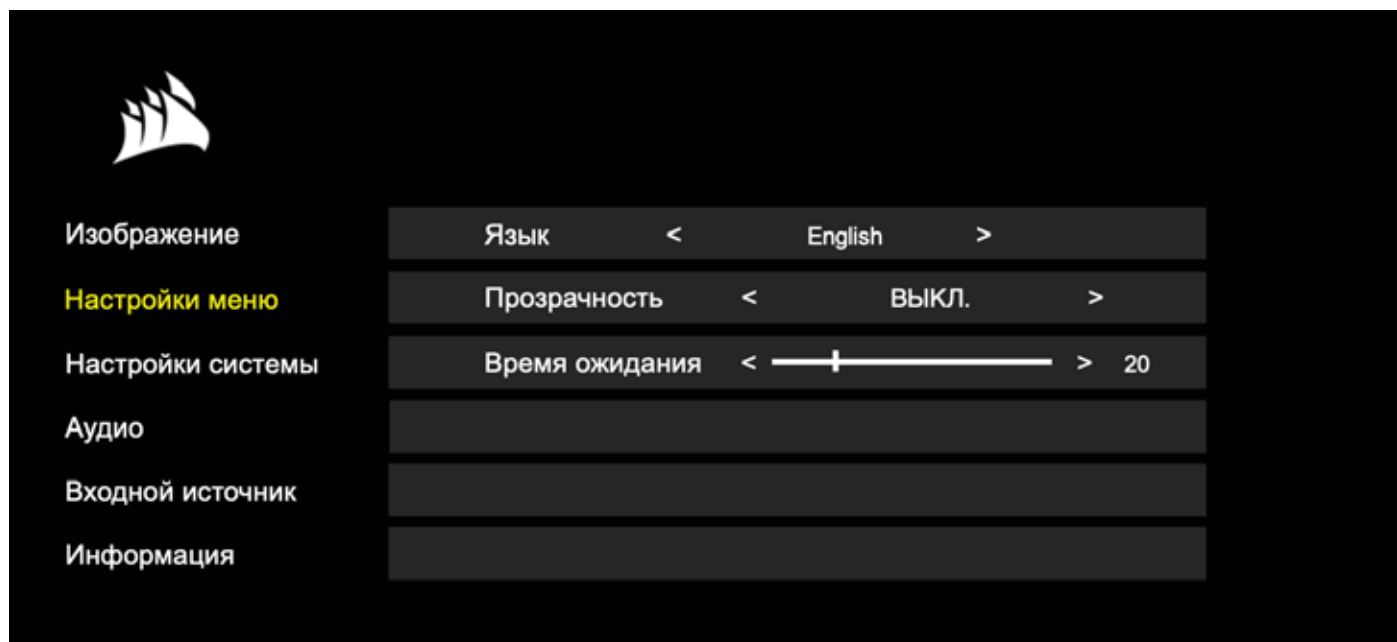 Изображение
Язык < English >
Настройки меню
Прозрачность < ВЫКЛ. >
Настройки системы
Время ожидания < > 20
Аудио
Входной источник
Информация